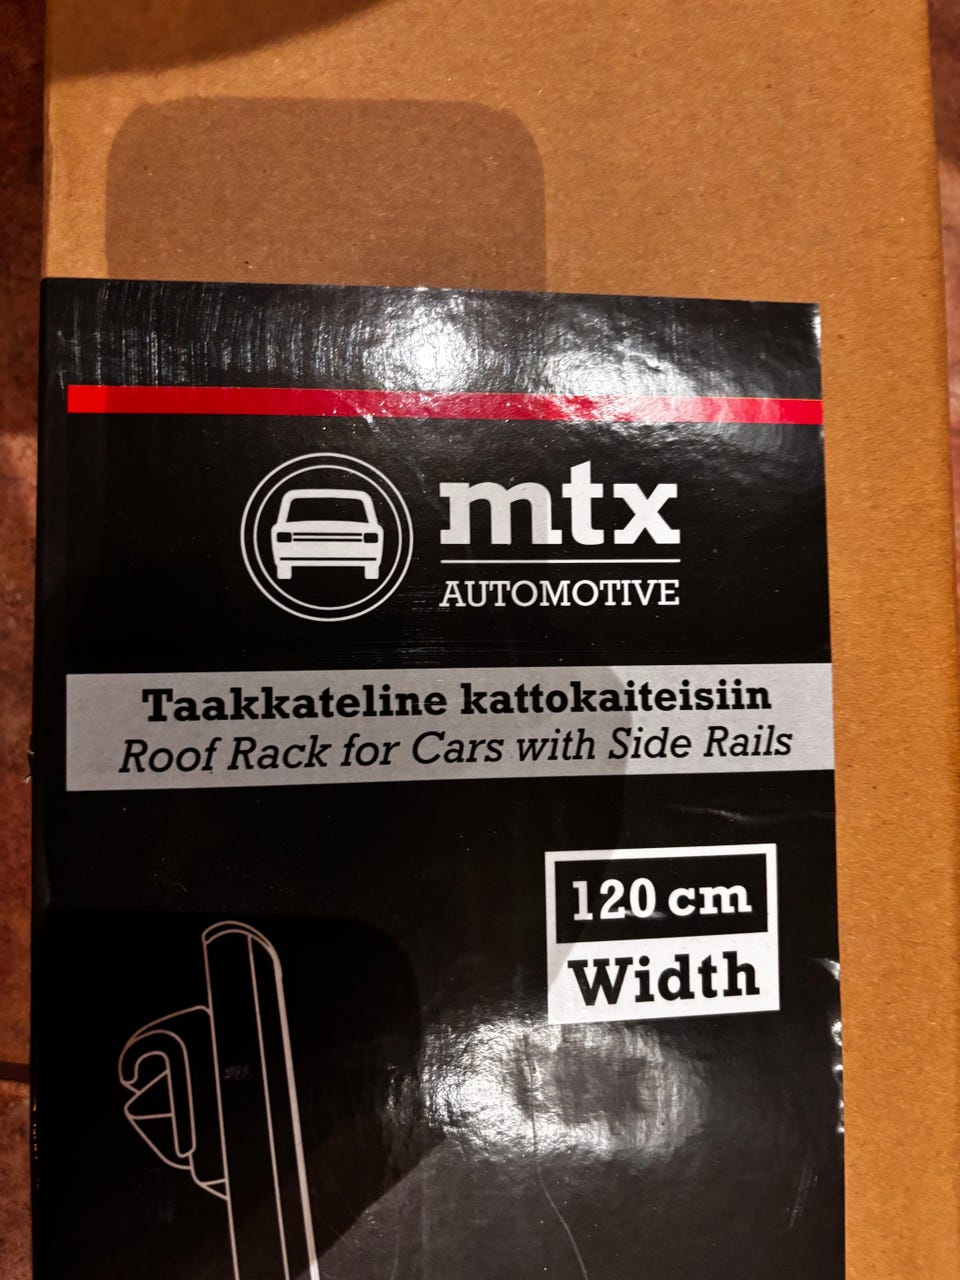 mtx
AUTOMOTIVE
Taakkateline kattokaiteisiin
Roof Rack for Cars with Side Rails
120 cm
Width